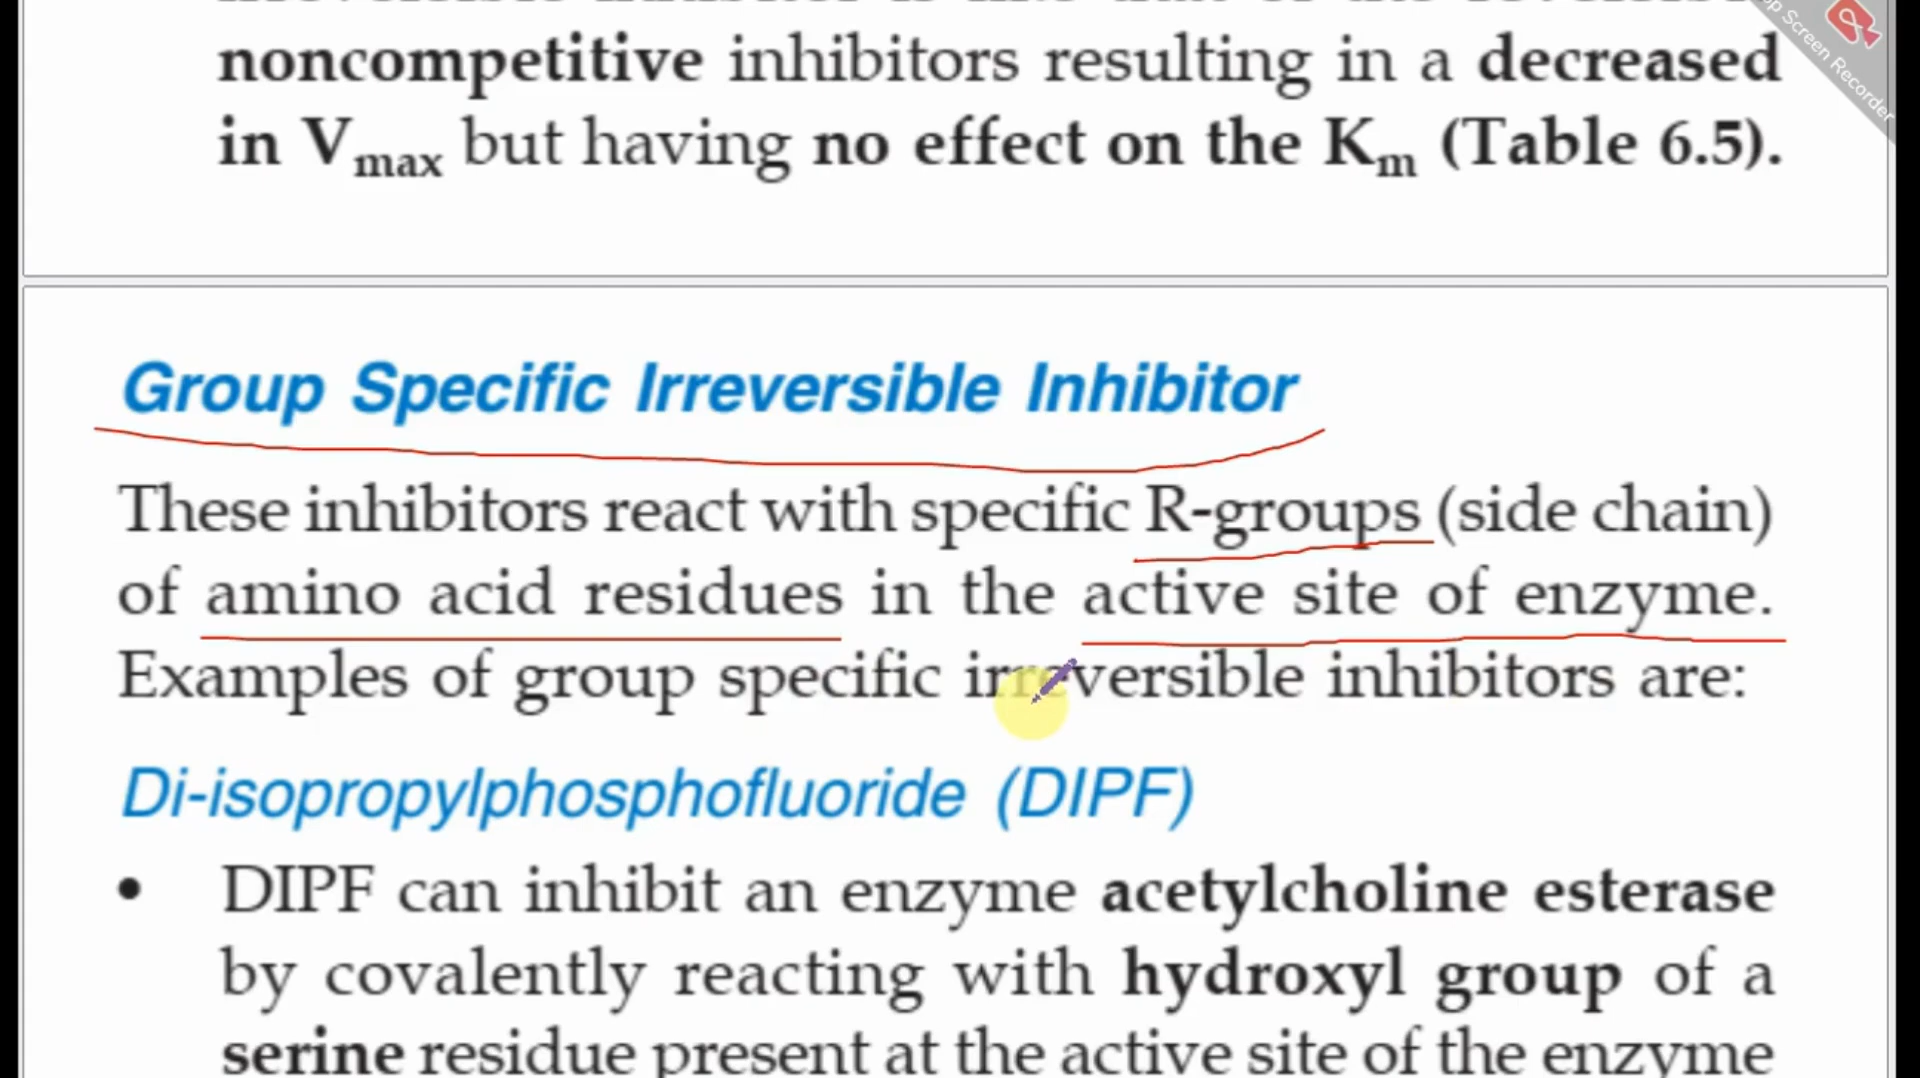 noncompetitive inhibitors resulting in a decreased
in Vmax but having no effect on the Km (Table 6.5).
Group Specific Irreversible Inhibitor
These inhibitors react with specific R-groups (side chain)
of amino acid residues in the active site of enzyme.
Examples of group specific irreversible inhibitors are:
Di-isopropylphosphofluoride (DIPF)
• DIPF can inhibit an enzyme acetylcholine esterase
by covalently reacting with hydroxyl group of a
serine residue present at the active site of the enzyme
Screen Recorder